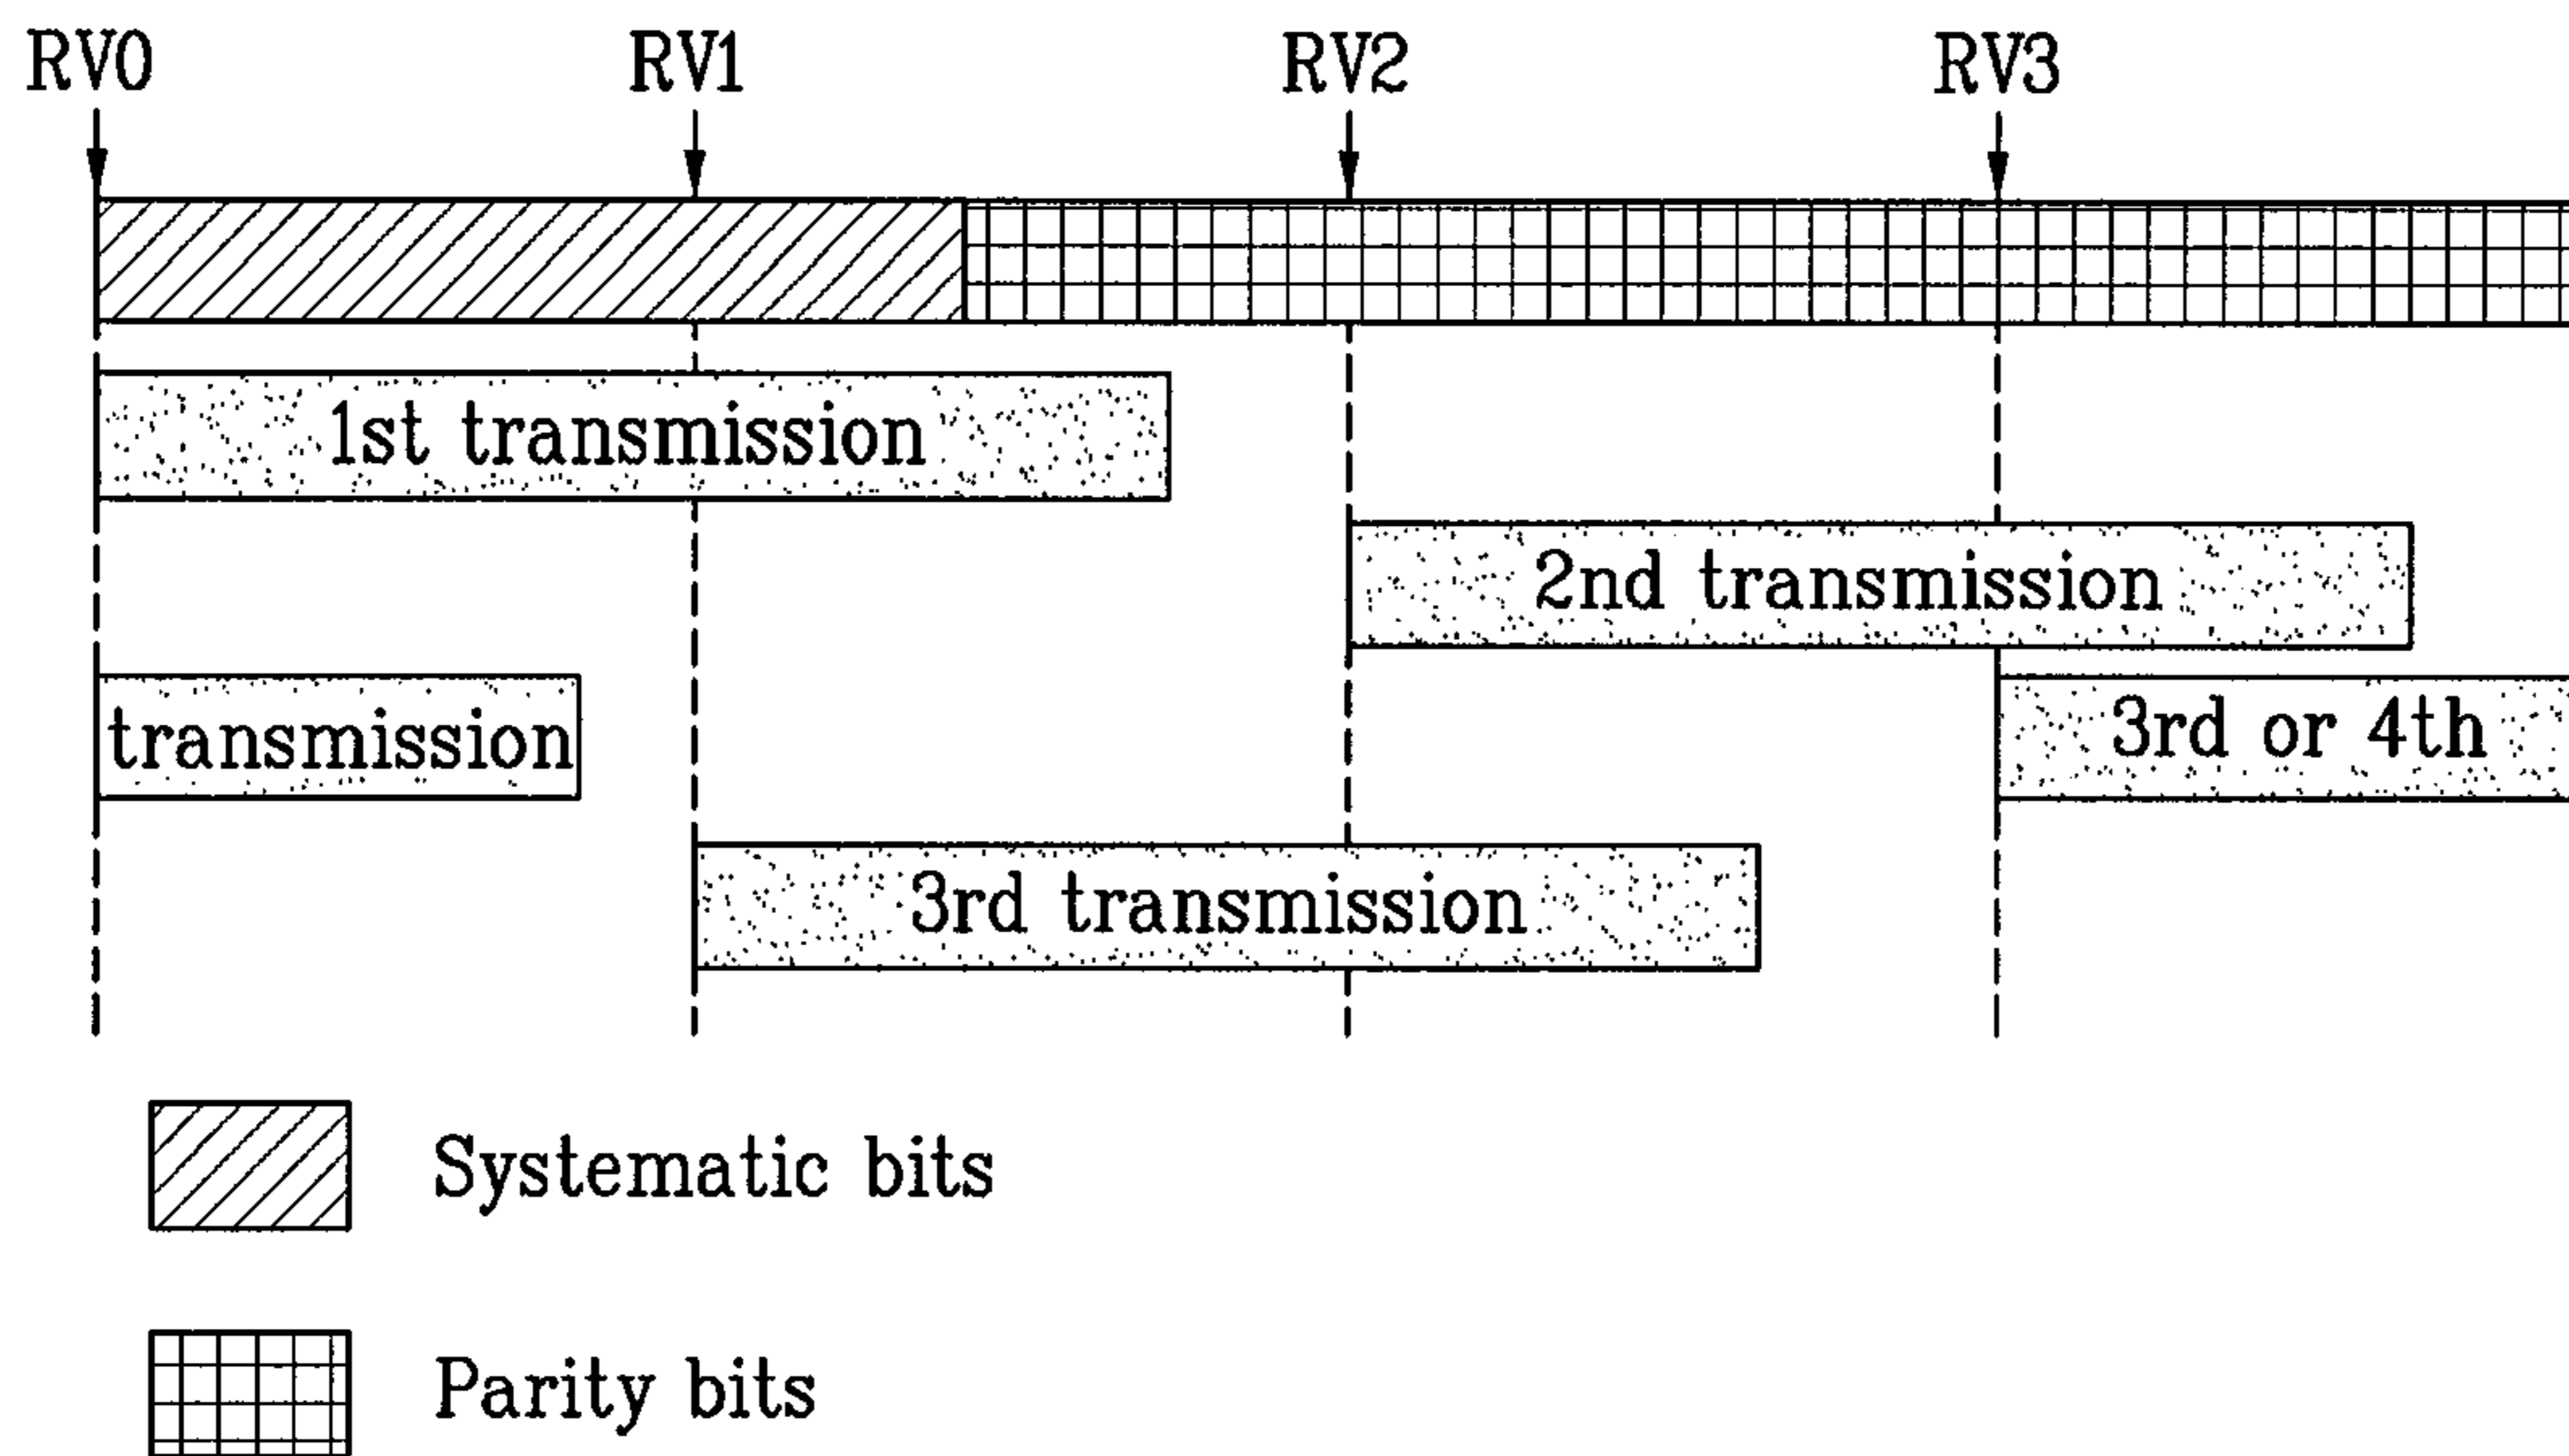 RV0 RV1 RV2 RV3
1st transmission
2nd transmission
transmission 3rd or 4th
3rd transmission
Systematic bits
Parity bits